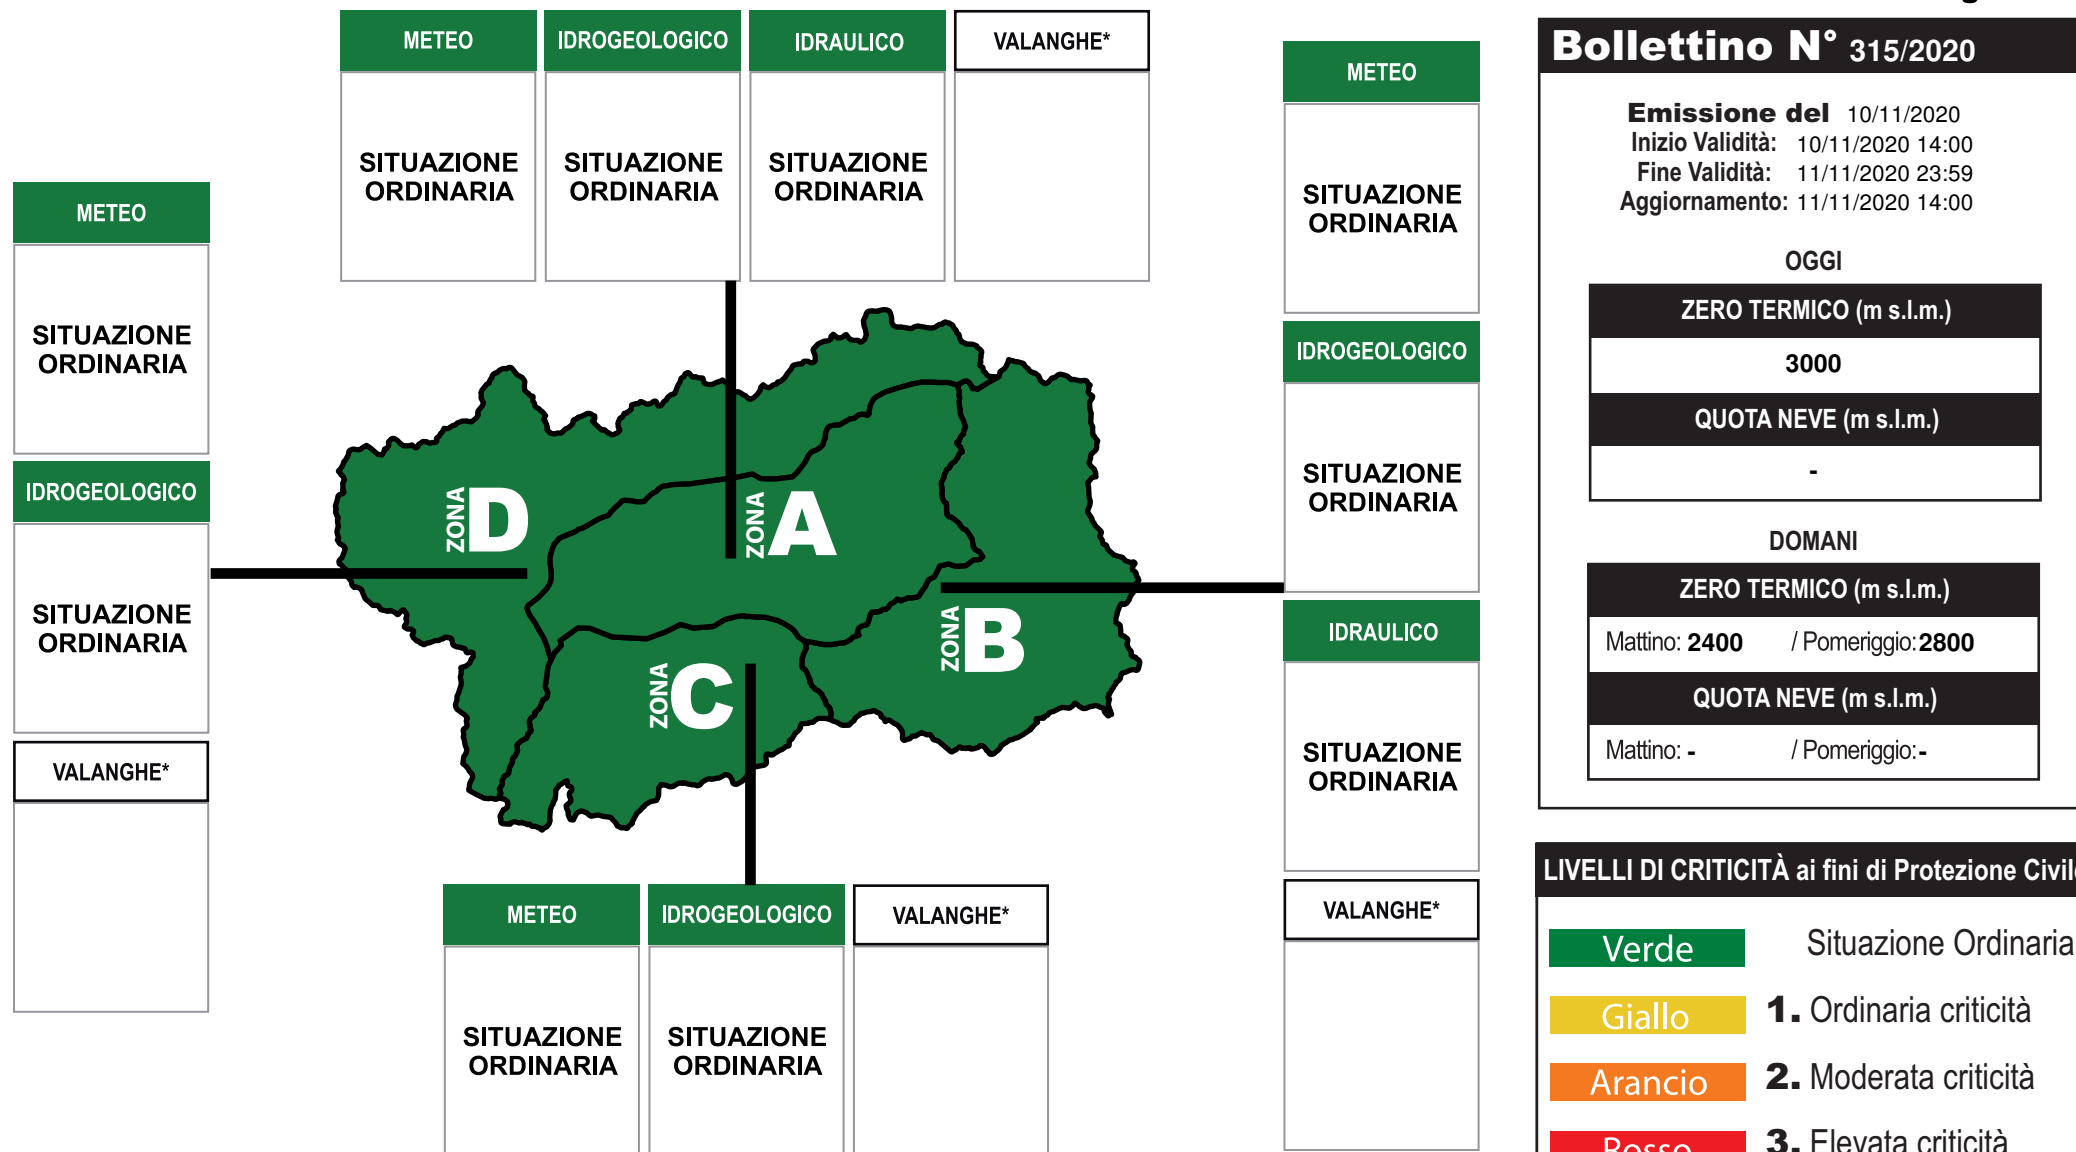 METEO
IDROGEOLOGICO
IDRAULICO
VALANGHE*
SITUAZIONE
ORDINARIA
SITUAZIONE
ORDINARIA
SITUAZIONE
ORDINARIA
METEO
SITUAZIONE
ORDINARIA
IDROGEOLOGICO
SITUAZIONE
ORDINARIA
VALANGHE*
ZONA D
ZONA A
ZONA B
ZONA C
METEO
SITUAZIONE
ORDINARIA
IDROGEOLOGICO
SITUAZIONE
ORDINARIA
IDRAULICO
SITUAZIONE
ORDINARIA
VALANGHE*
METEO
IDROGEOLOGICO
VALANGHE*
SITUAZIONE
ORDINARIA
SITUAZIONE
ORDINARIA
Bollettino N° 315/2020
Emissione del 10/11/2020
Inizio Validità: 10/11/2020 14:00
Fine Validità: 11/11/2020 23:59
Aggiornamento: 11/11/2020 14:00
OGGI
ZERO TERMICO (m s.l.m.)
3000
QUOTA NEVE (m s.l.m.)
-
DOMANI
ZERO TERMICO (m s.l.m.)
Mattino: 2400 / Pomeriggio: 2800
QUOTA NEVE (m s.l.m.)
Mattino: - / Pomeriggio: -
LIVELLI DI CRITICITÀ ai fini di Protezione Civile
Verde Situazione Ordinaria
Giallo 1. Ordinaria criticità
Arancio 2. Moderata criticità
Rosso 3. Elevata criticità